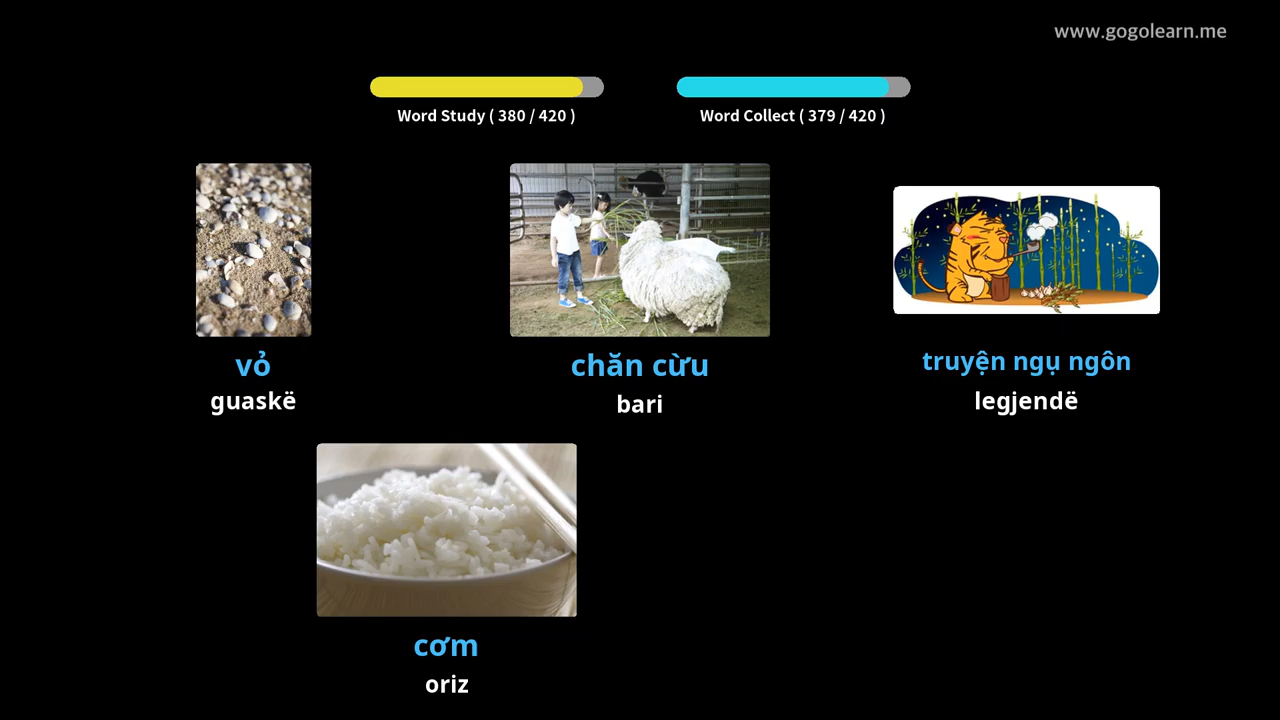 www.gogolearn.me
Word Study ( 380 / 420 )
Word Collect ( 379 / 420 )
vỏ
guaskë
chăn cừu
bari
truyện ngụ ngôn
legjendë
cơm
oriz